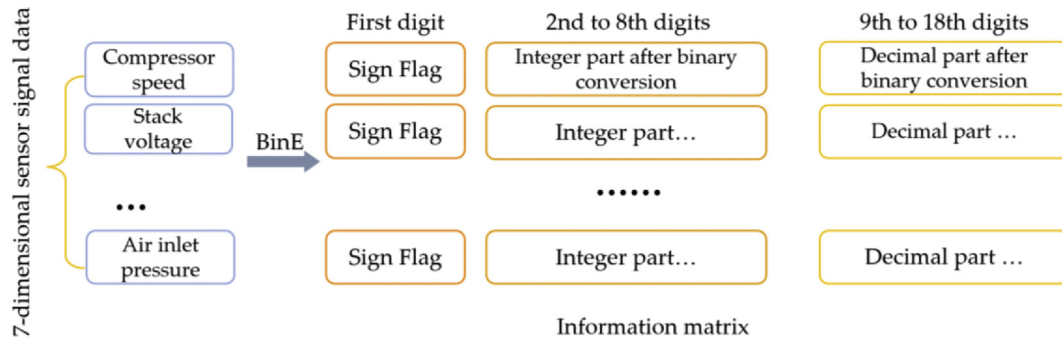 7-dimensional sensor signal data
First digit
2nd to 8th digits
9th to 18th digits
Compressor
speed
Sign Flag
Integer part after binary
conversion
Decimal part after
binary conversion
Stack
voltage
BinE
Sign Flag
Integer part…
Decimal part …
...
......
Air inlet
pressure
Sign Flag
Integer part…
Decimal part …
Information matrix